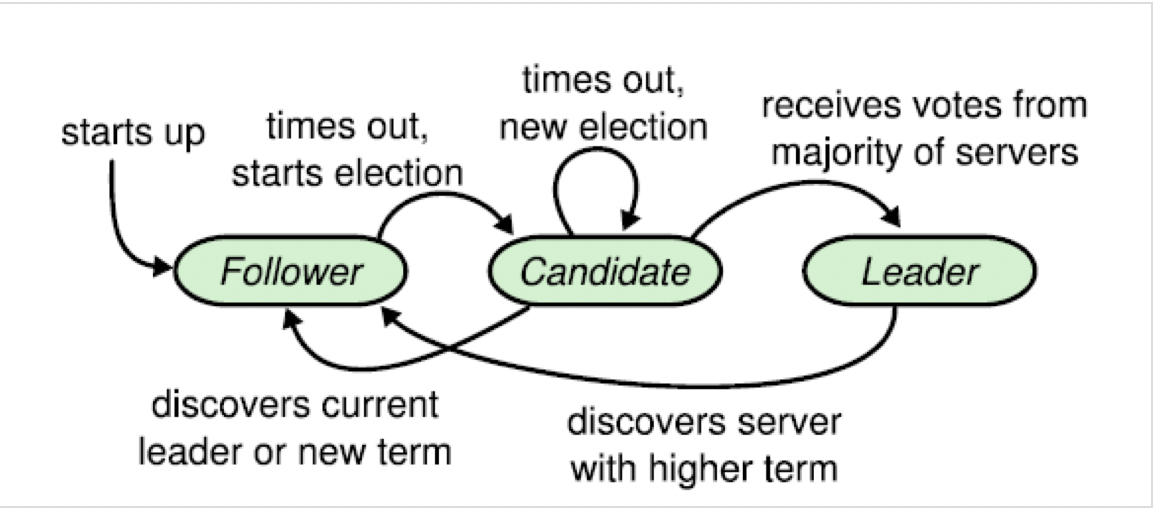 starts up
times out,
starts election
times out,
new election
receives votes from
majority of servers
Follower
Candidate
Leader
discovers current
leader or new term
discovers server
with higher term